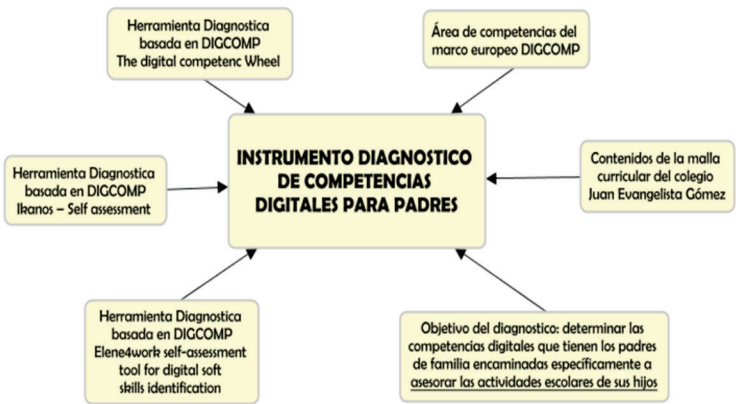 Herramienta Diagnostica
basada en DIGCOMP
The digital competenc Wheel
Área de competencias del
marco europeo DIGCOMP
INSTRUMENTO DIAGNOSTICO
DE COMPETENCIAS
DIGITALES PARA PADRES
Herramienta Diagnostica
basada en DIGCOMP
Ikanos – Self assessment
Contenidos de la malla
curricular del colegio
Juan Evangelista Gómez
Herramienta Diagnostica
basada en DIGCOMP
Elene4work self-assessment
tool for digital soft
skills identification
Objetivo del diagnostico: determinar las
competencias digitales que tienen los padres
de familia encaminadas específicamente a
asesorar las actividades escolares de sus hijos